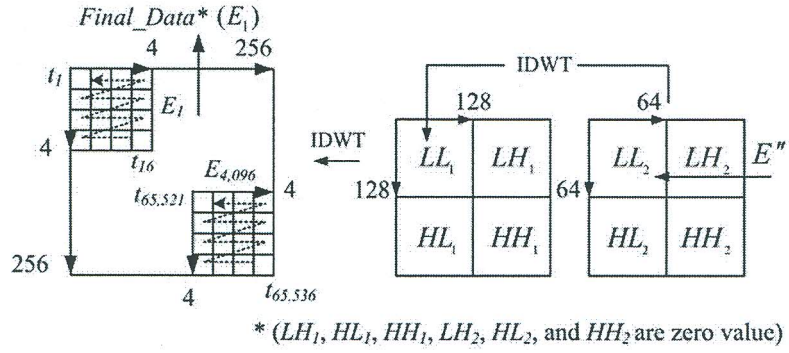 Final_Data* (E₁)
4
256
t₁
E₁
4
t₁₆
E₄,₀₉₆
t₆₅,₅₂₁
4
256
4
t₆₅.₅₃₆
IDWT
IDWT
128
64
LL₁
LH₁
LL₂
LH₂
E"
128
64
HL₁
HH₁
HL₂
HH₂
* (LH₁, HL₁, HH₁, LH₂, HL₂, and HH₂ are zero value)